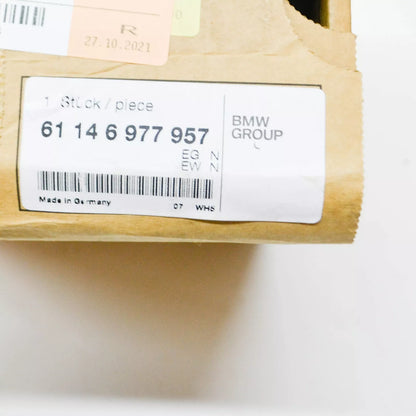 R
27.10.2021
1 Stück / piece
61 14 6 977 957
EG N
EW N
BMW
GROUP
Made in Germany
07 WH5